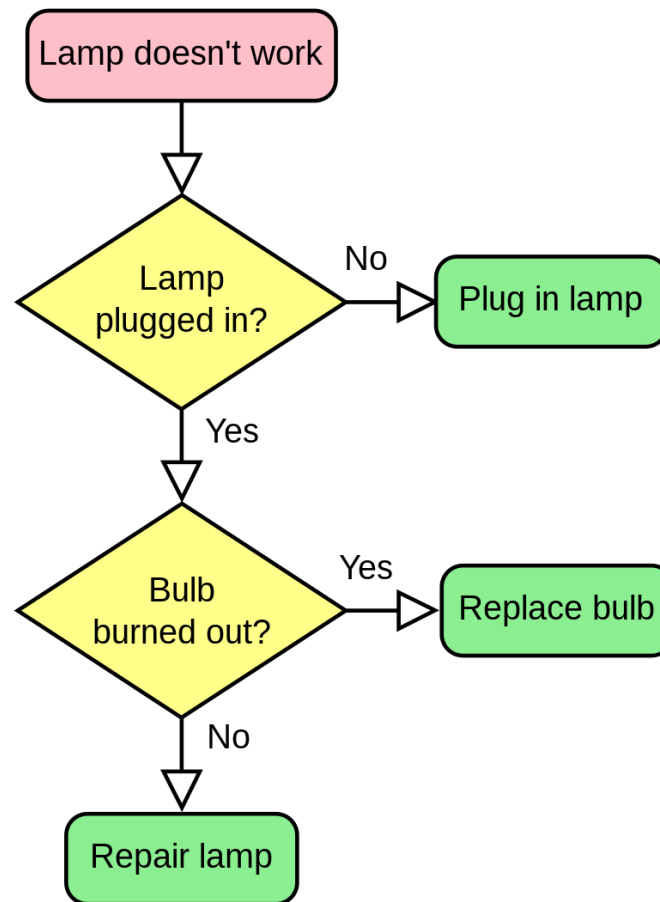 Lamp doesn't work
Lamp
plugged in?
No
Plug in lamp
Yes
Bulb
burned out?
Yes
Replace bulb
No
Repair lamp